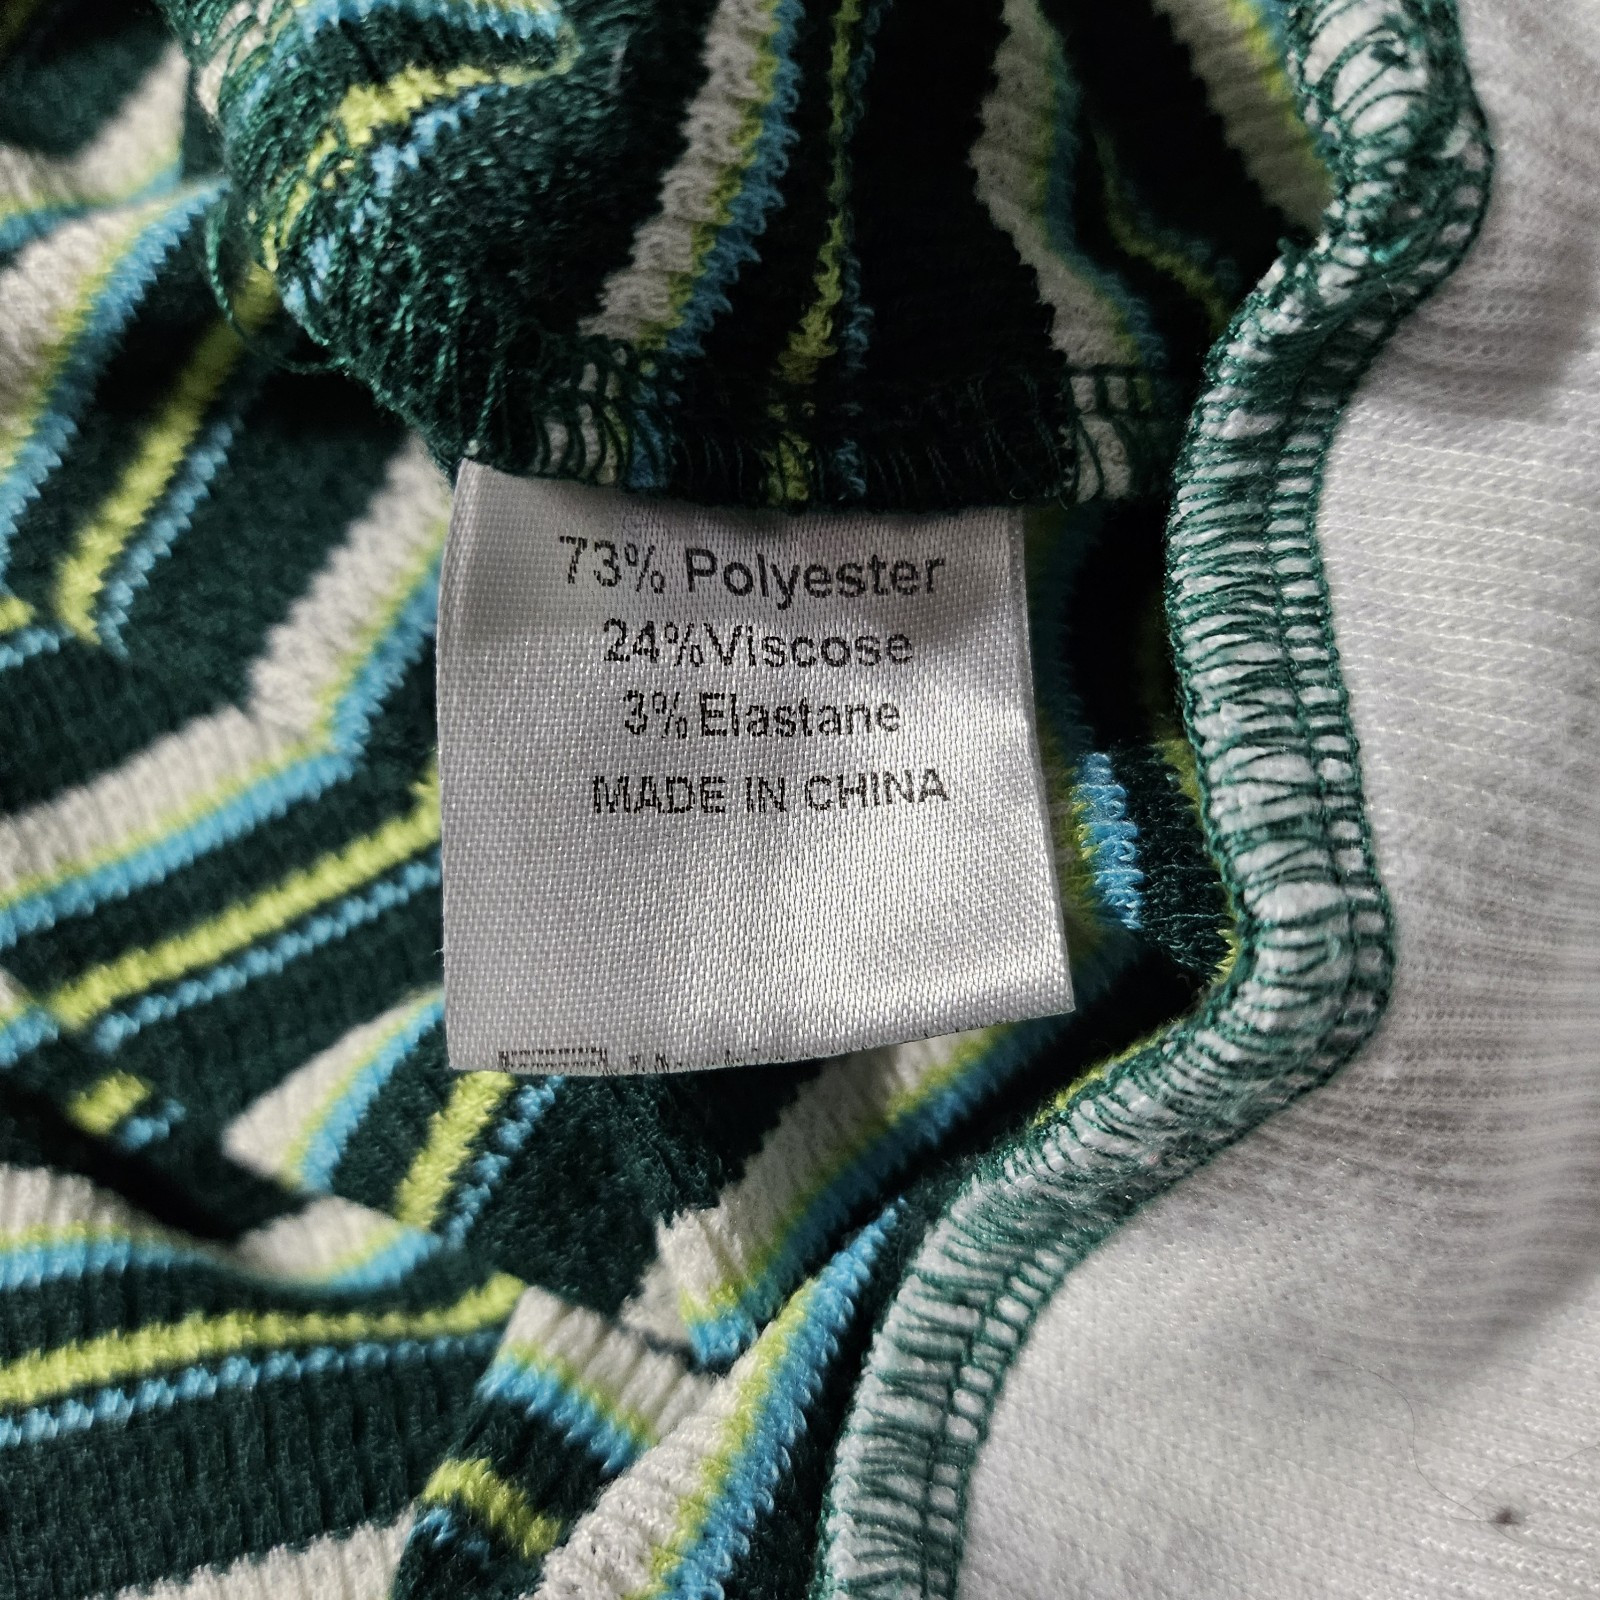 73% Polyester
24%Viscose
3%Elastane
MADE IN CHINA